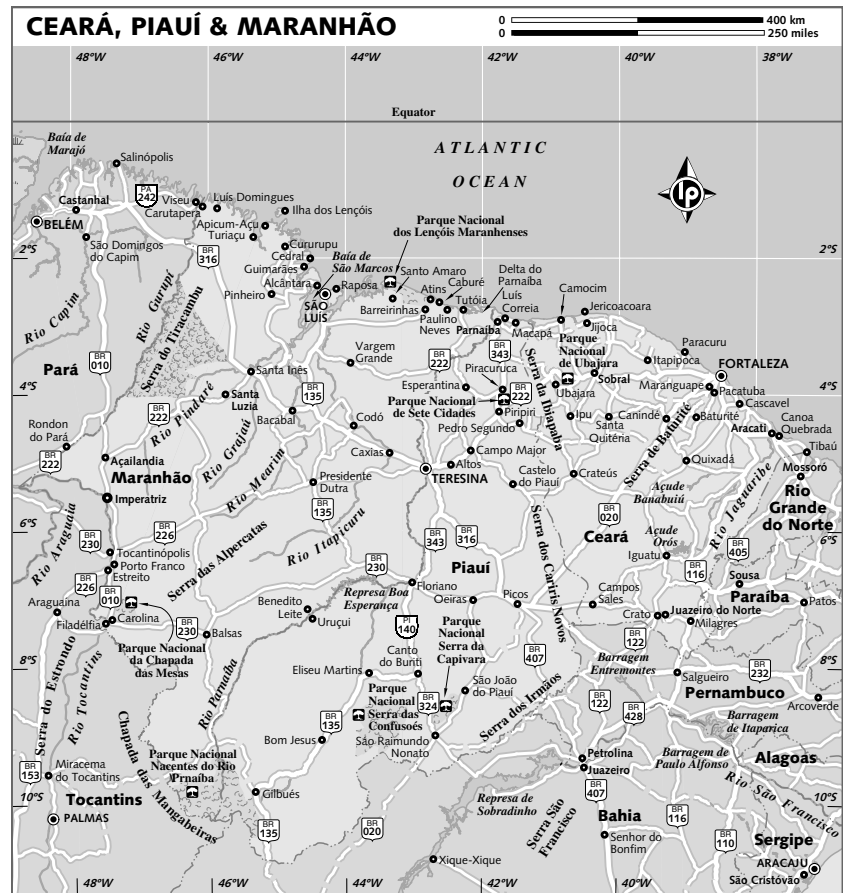 CEARÁ, PIAUÍ & MARANHÃO
0 400 km
0 250 miles
48°W 46°W 44°W 42°W 40°W 38°W
Equator
Baía de
Marajó
Salinópolis
ATLANTIC
OCEAN
lp
PA
242
Castanhal
Viseu
Luís Domingues
Carutapera
Ilha dos Lençóis
BELÉM
Apicum-Açu
Turiaçu
Parque Nacional
dos Lençóis Maranhenses
São Domingos
do Capim
BR
316
Cururupu
Cedral
Guimarães
Baía de
São Marcos
2°S
2°S
Alcântara
Raposa
Santo Amaro
Delta do
Parnaíba
Camocim
Pinheiro
SÃO
LUÍS
Atins
Caburé
Tutóia
Luís
Correia
Jericoacoara
Barreirinhas
Paulino
Neves
Parnaíba
Macapá
Jijoca
Rio Capim
Rio Gurupí
Serra do Tiracambu
Vargem
Grande
BR
222
BR
343
Parque
Nacional
de Ubajara
Paracuru
Itapipoca
FORTALEZA
Pará
BR
010
Santa Inês
Piracuruca
Esperantina
BR
222
Serra da Ibiapaba
Sobral
Maranguape
Pacatuba
4°S
4°S
Santa
Luzia
BR
135
Parque Nacional
de Sete Cidades
Ubajara
Cascavel
BR
222
Rio Pindaré
Bacabal
Codó
Piripiri
Pedro Segundo
Ipu
Canindé
Santa
Quitéria
Baturité
Aracati
Canoa
Quebrada
Rondon
do Pará
BR
222
Rio Grajaú
Caxias
Campo Major
Serra de Baturité
Tibaú
Açailandia
Maranhão
Rio Mearim
Altos
Quixadá
Mossoró
Imperatriz
Presidente
Dutra
TERESINA
Castelo
do Piauí
Crateús
Açude
Banabuiú
Rio Jaguaribe
Rio
Grande
do Norte
Rio Araguaia
BR
135
BR
020
BR
230
BR
226
Serra das Alpercatas
Rio Itapicuru
BR
343
BR
316
Ceará
Açude
Orós
6°S
6°S
Tocantinópolis
Porto Franco
Estreito
BR
230
Piauí
Serra dos Cariris Novos
Iguatu
BR
405
BR
226
BR
116
Sousa
Araguaina
BR
010
Represa Boa
Esperança
Floriano
Oeiras
Picos
Campos
Sales
Paraíba
Carolina
Filadélfia
BR
230
Balsas
Benedito
Leite
Uruçuí
PI
140
Crato
Juazeiro do Norte
Patos
Milagres
Parque Nacional
da Chapada
das Mesas
Parque
Nacional
Serra da
Capivara
BR
122
Serra do Estrondo
Rio Tocantins
Canto
do Buriti
BR
407
Barragem
Entremontes
8°S
8°S
Rio Parnaíba
Eliseu Martins
São João
do Piauí
Salgueiro
BR
232
Pernambuco
Parque
Nacional
Serra das
Confusoés
BR
324
Serra dos Irmãos
BR
122
BR
428
Arcoverde
BR
135
Barragem
de Itaparica
Chapada das Mangabeiras
Bom Jesus
São Raimundo
Nonato
Petrolina
Juazeiro
Barragem de
Paulo Alfonso
Alagoas
Parque Nacional
Nacentes do Rio
Prnaíba
BR
153
Miracema
do Tocantins
Gilbués
Represa de
Sobradinho
BR
407
Rio São Francisco
10°S
10°S
Tocantins
PALMAS
BR
135
BR
020
Serra São
Francisco
Bahia
BR
116
Senhor do
Bonfim
BR
110
Sergipe
Xique-Xique
ARACAJU
São Cristóvão
48°W 46°W 44°W 42°W 40°W 38°W